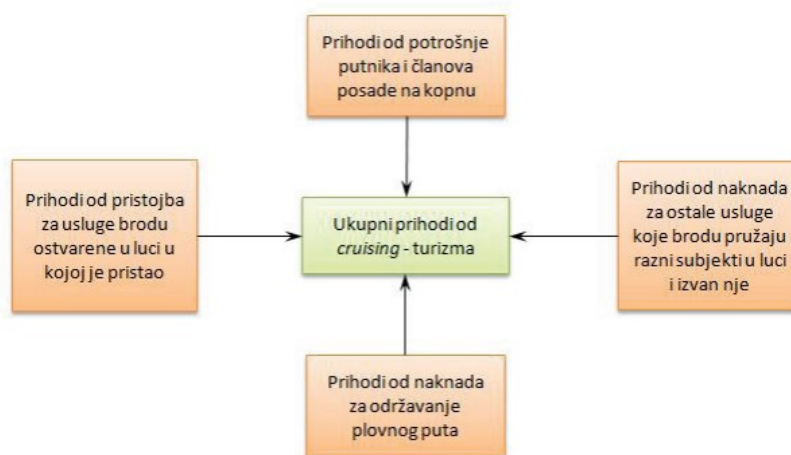 Prihodi od potrošnje
putnika i članova
posade na kopnu
Prihodi od pristojba
za usluge brodu
ostvarene u luci u
kojoj je pristao
Ukupni prihodi od
cruising - turizma
Prihodi od naknada
za ostale usluge
koje brodu pružaju
razni subjekti u luci
i izvan nje
Prihodi od naknada
za održavanje
plovnog puta